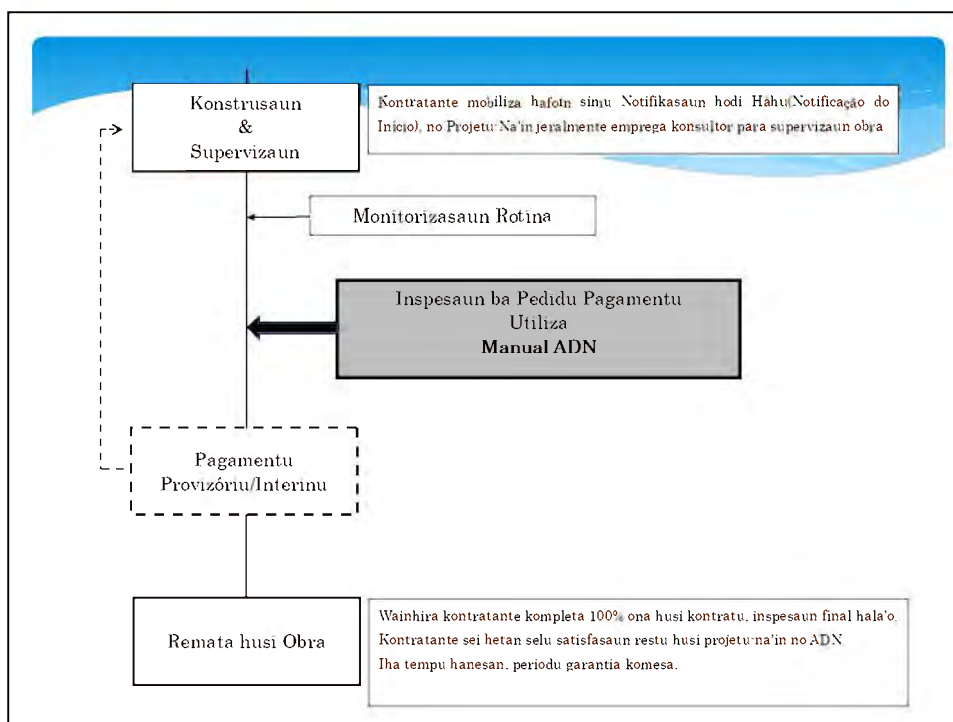 Konstrusaun
&
Supervizaun
Kontratante mobiliza hafoin simu Notifikasaun hodi Hahu(Notificação do
Inicio), no Projetu-Na'in jeralmente emprega konsultor para supervizaun obra
Monitorizasaun Rotina
Inspesaun ba Pedidu Pagamentu
Utiliza
Manual ADN
Pagamentu
Provizóriu/Interinu
Remata husi Obra
Wainhira kontratante kompleta 100% ona husi kontratu, inspesaun final hala'o.
Kontratante sei hetan selu satisfasaun restu husi projetu-na'in no ADN
Iha tempu hanesan, periodu garantia komesa.